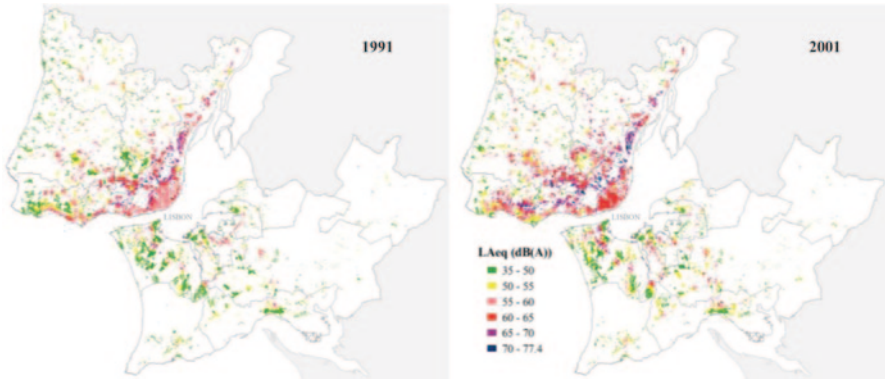 1991
2001
LISBON
LISBON
LAeq (dB(A))
35 - 50
50 - 55
55 - 60
60 - 65
65 - 70
70 - 77.4